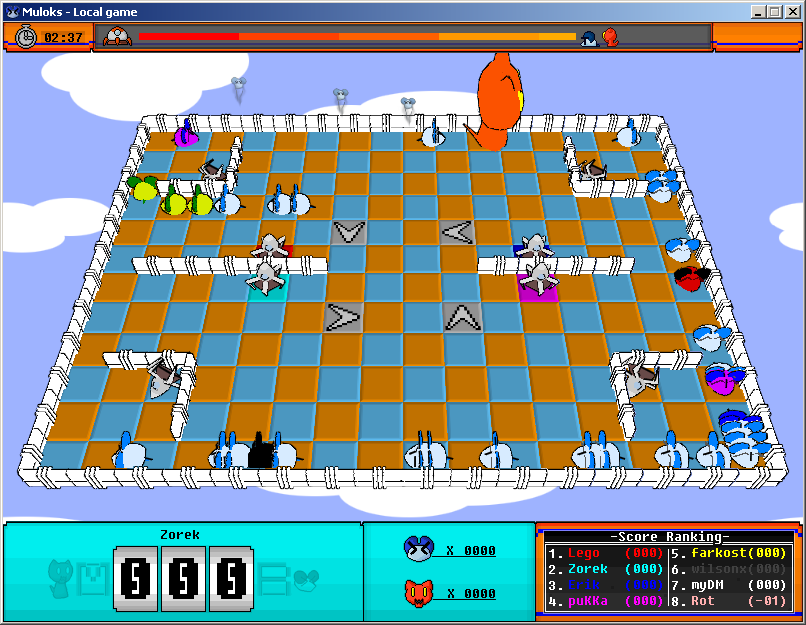 Muloks - Local game
02:37
Zorek
S S S
X 0000
X 0000
-Score Ranking-
1. Lego (000) 5. farkost(000)
2. Zorek (000) 6. wilsonx(000)
3. Erik (000) 7. myDM (000)
4. puKKa (000) 8. Rot (-01)